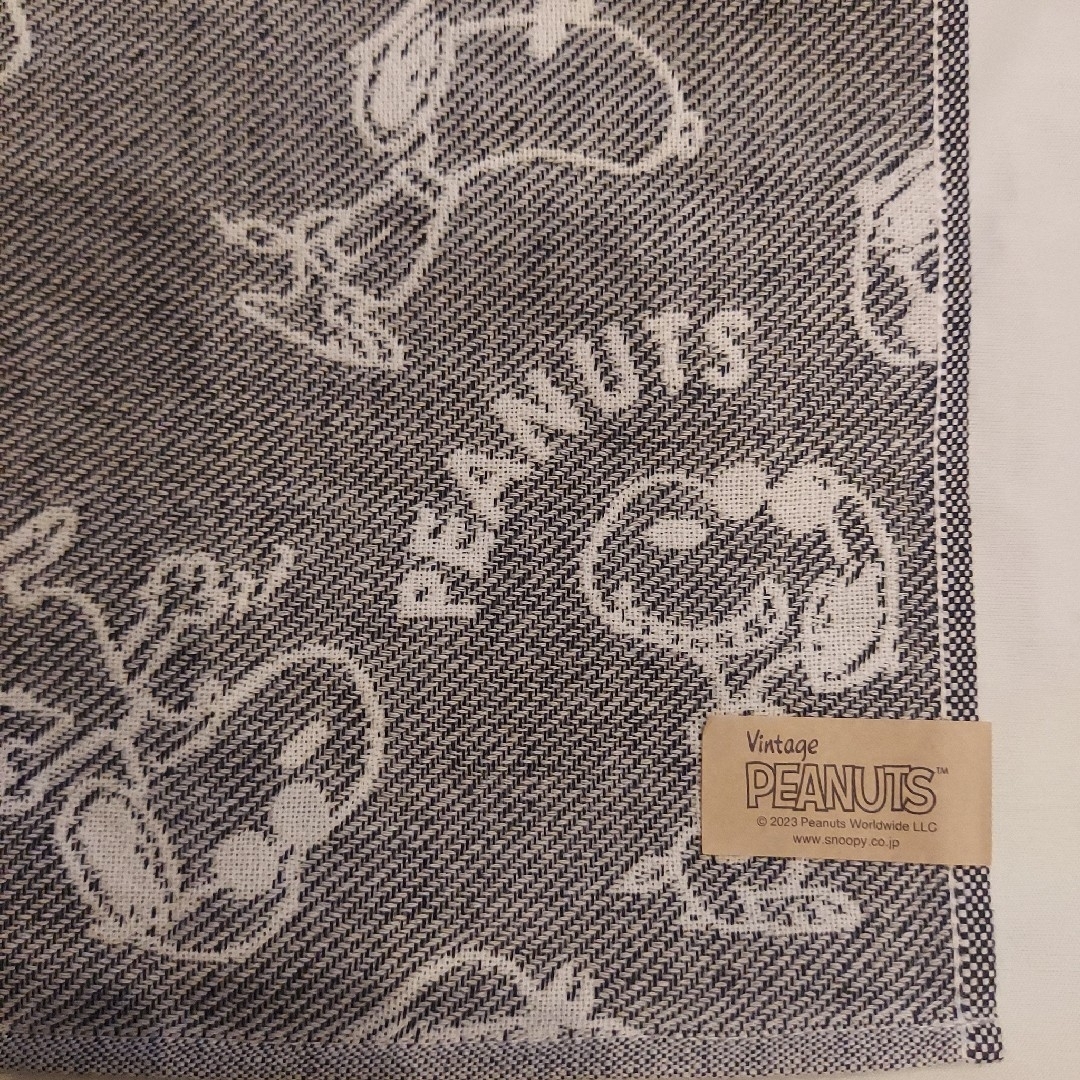 PEANUTS
Vintage
PEANUTS™
© 2023 Peanuts Worldwide LLC
www.snoopy.co.jp